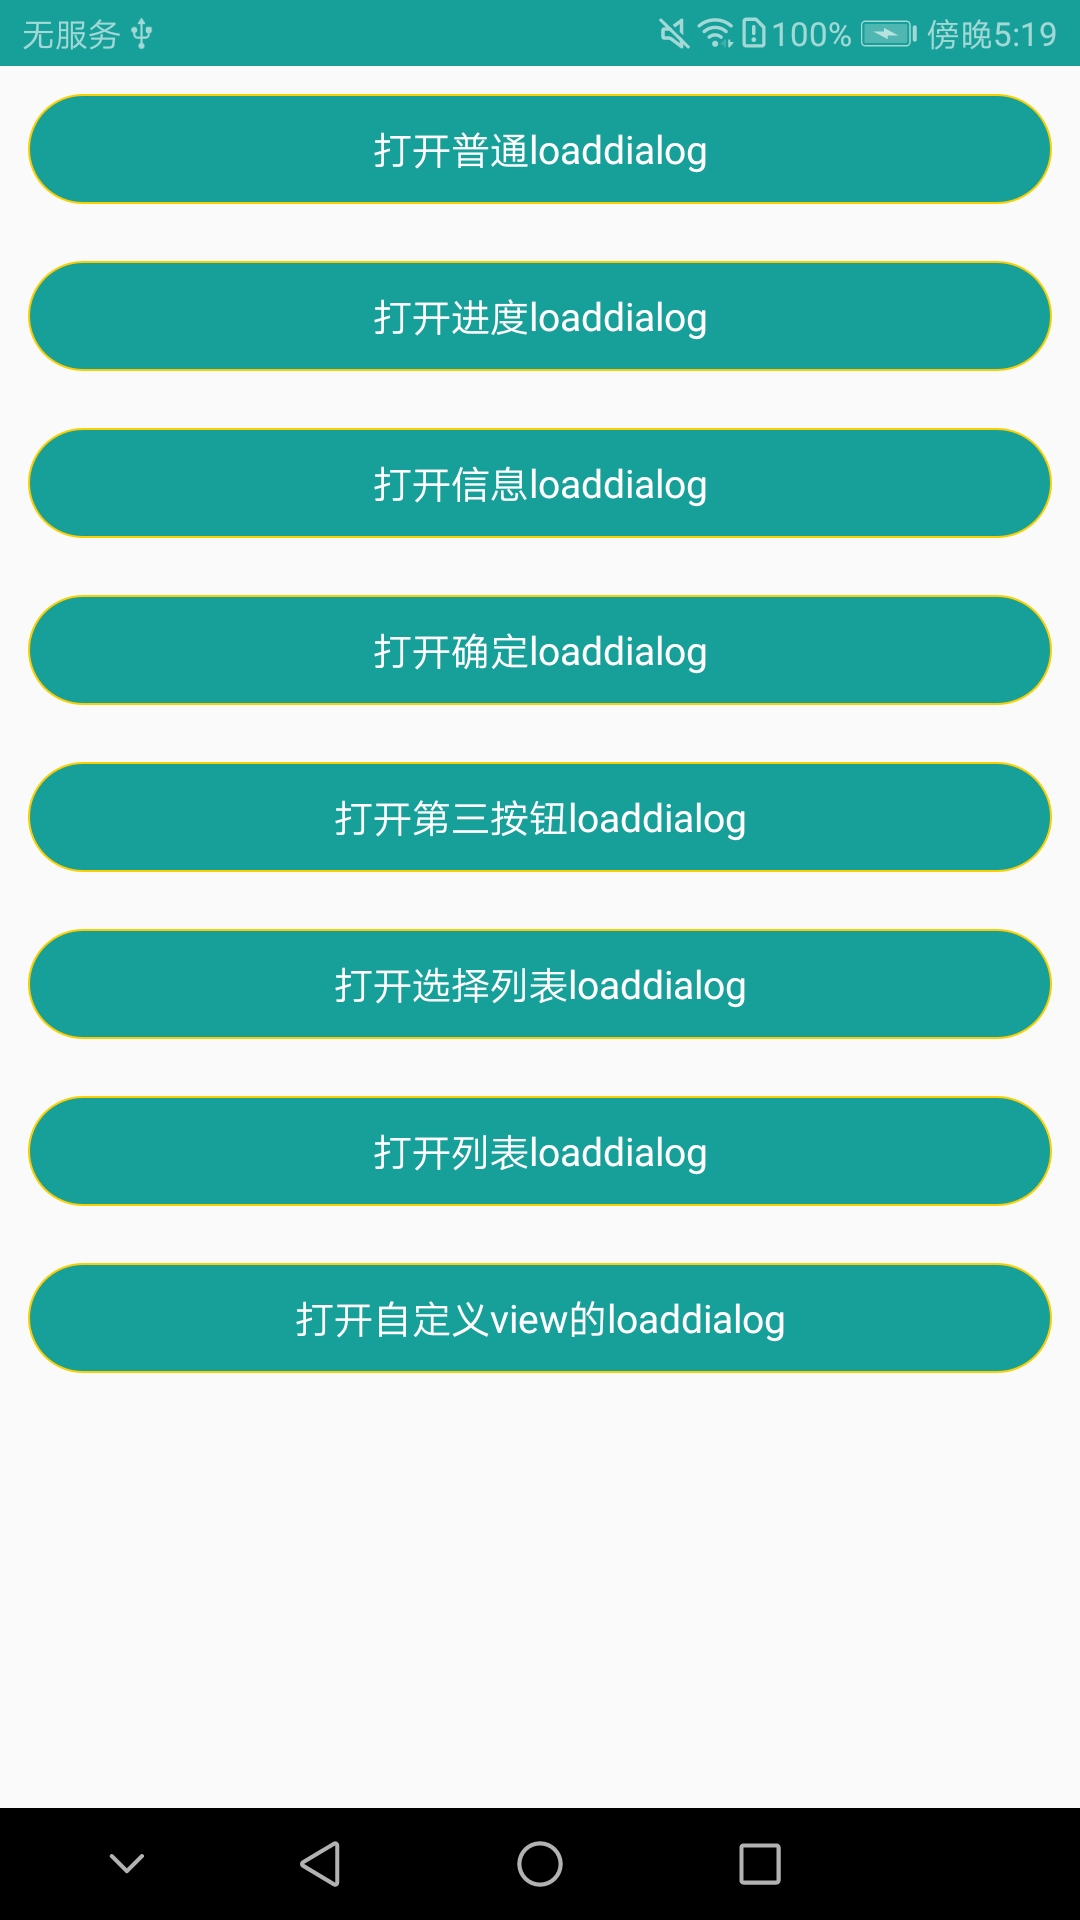 无服务 100% 傍晚5:19
打开普通loaddialog
打开进度loaddialog
打开信息loaddialog
打开确定loaddialog
打开第三按钮loaddialog
打开选择列表loaddialog
打开列表loaddialog
打开自定义view的loaddialog